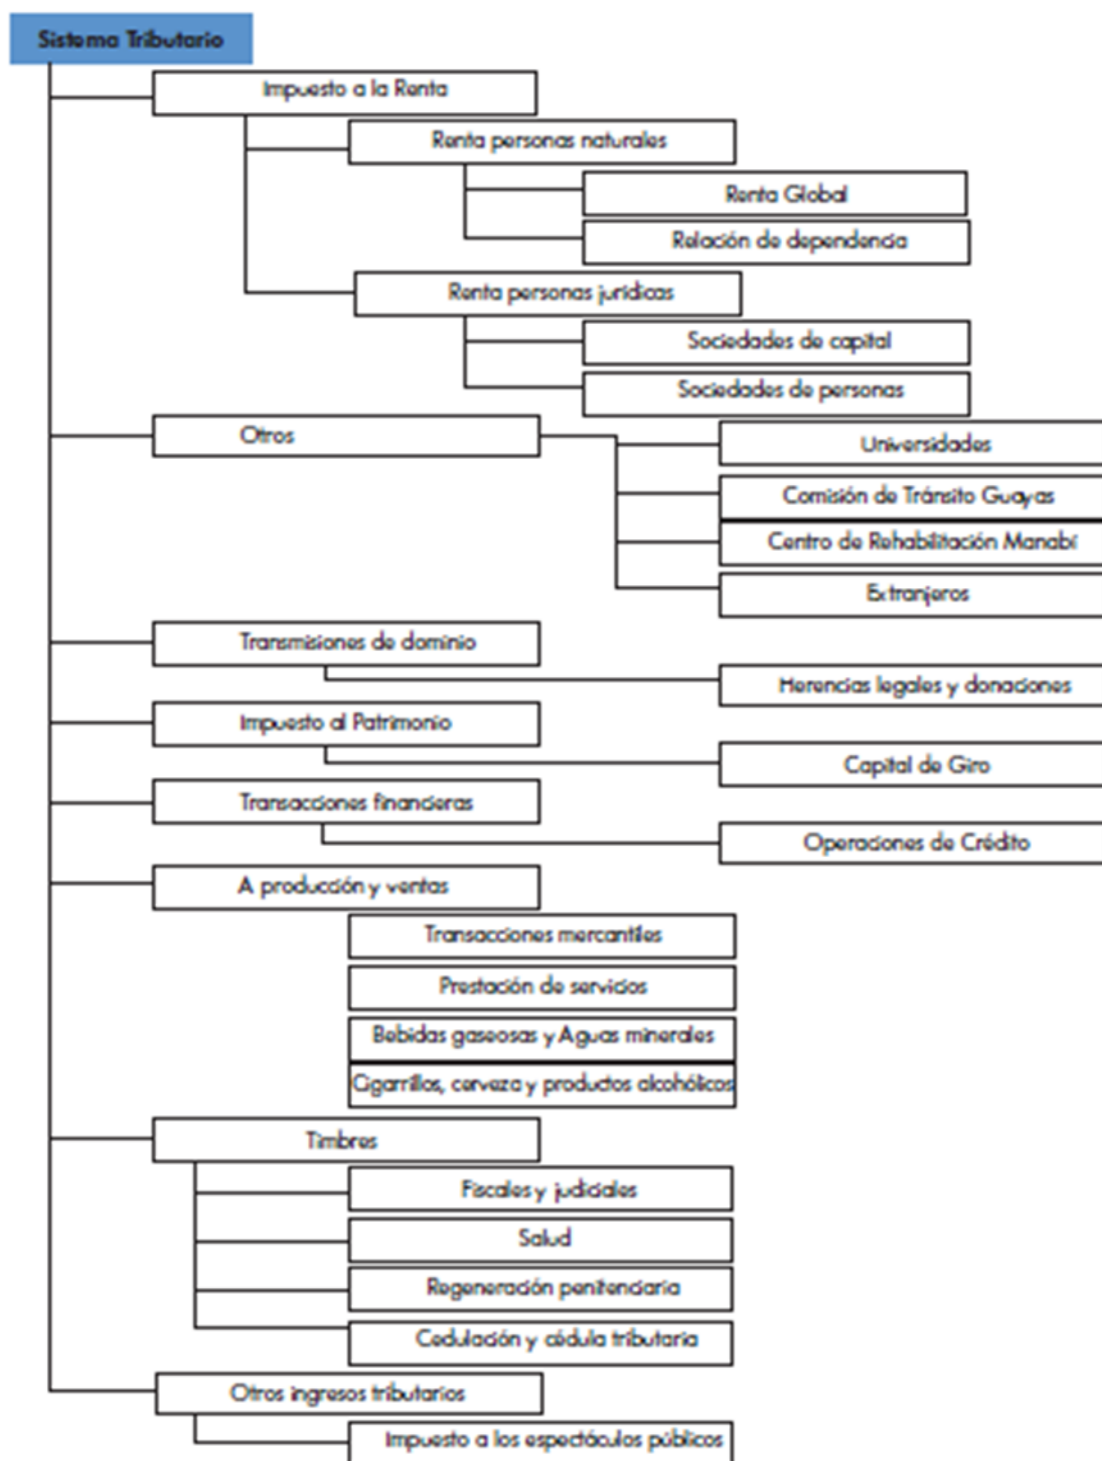 Sistema Tributario
Impuesto a la Renta
Renta personas naturales
Renta Global
Relación de dependencia
Renta personas jurídicas
Sociedades de capital
Sociedades de personas
Otros
Universidades
Comisión de Tránsito Guayas
Centro de Rehabilitación Manabí
Extranjeros
Transmisiones de dominio
Herencias legales y donaciones
Impuesto al Patrimonio
Capital de Giro
Transacciones financieras
Operaciones de Crédito
A producción y ventas
Transacciones mercantiles
Prestación de servicios
Bebidas gaseosas y Aguas minerales
Cigarrillos, cerveza y productos alcohólicos
Timbres
Fiscales y judiciales
Salud
Regeneración penitenciaria
Cedulación y cédula tributaria
Otros ingresos tributarios
Impuesto a los espectáculos públicos